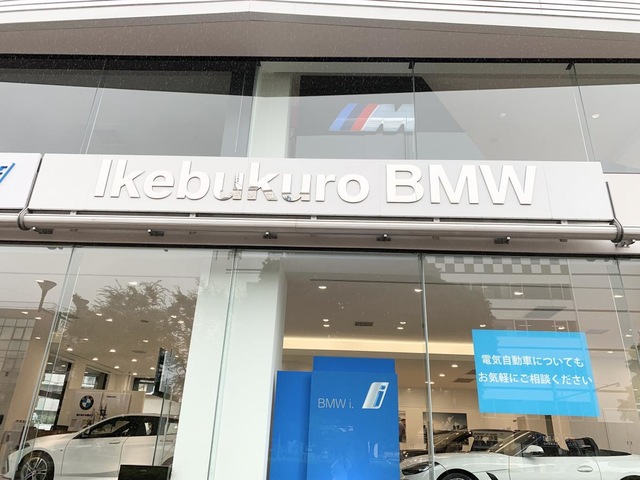 M
Ikebukuro BMW
電気自動車についても
お気軽にご相談ください
BMW i.
i